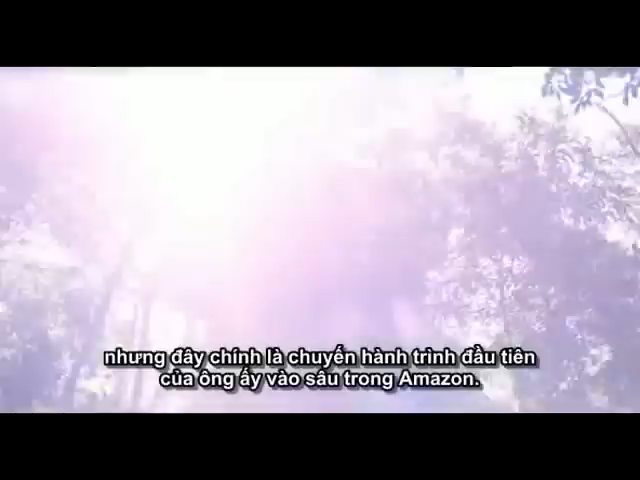 nhưng đây chính là chuyến hành trình đầu tiên
của ông ấy vào sâu trong Amazon.